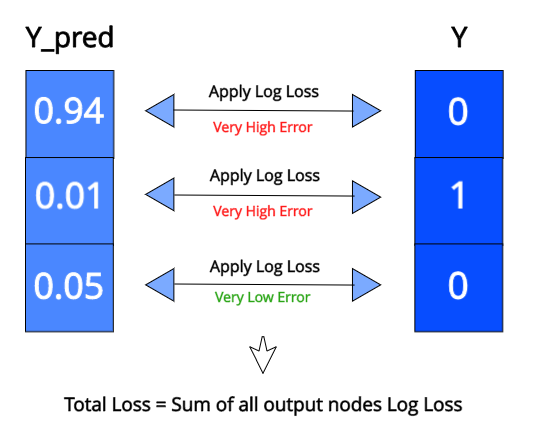 Y_pred Y
0.94 Apply Log Loss 0
Very High Error
0.01 Apply Log Loss 1
Very High Error
0.05 Apply Log Loss 0
Very Low Error
Total Loss = Sum of all output nodes Log Loss